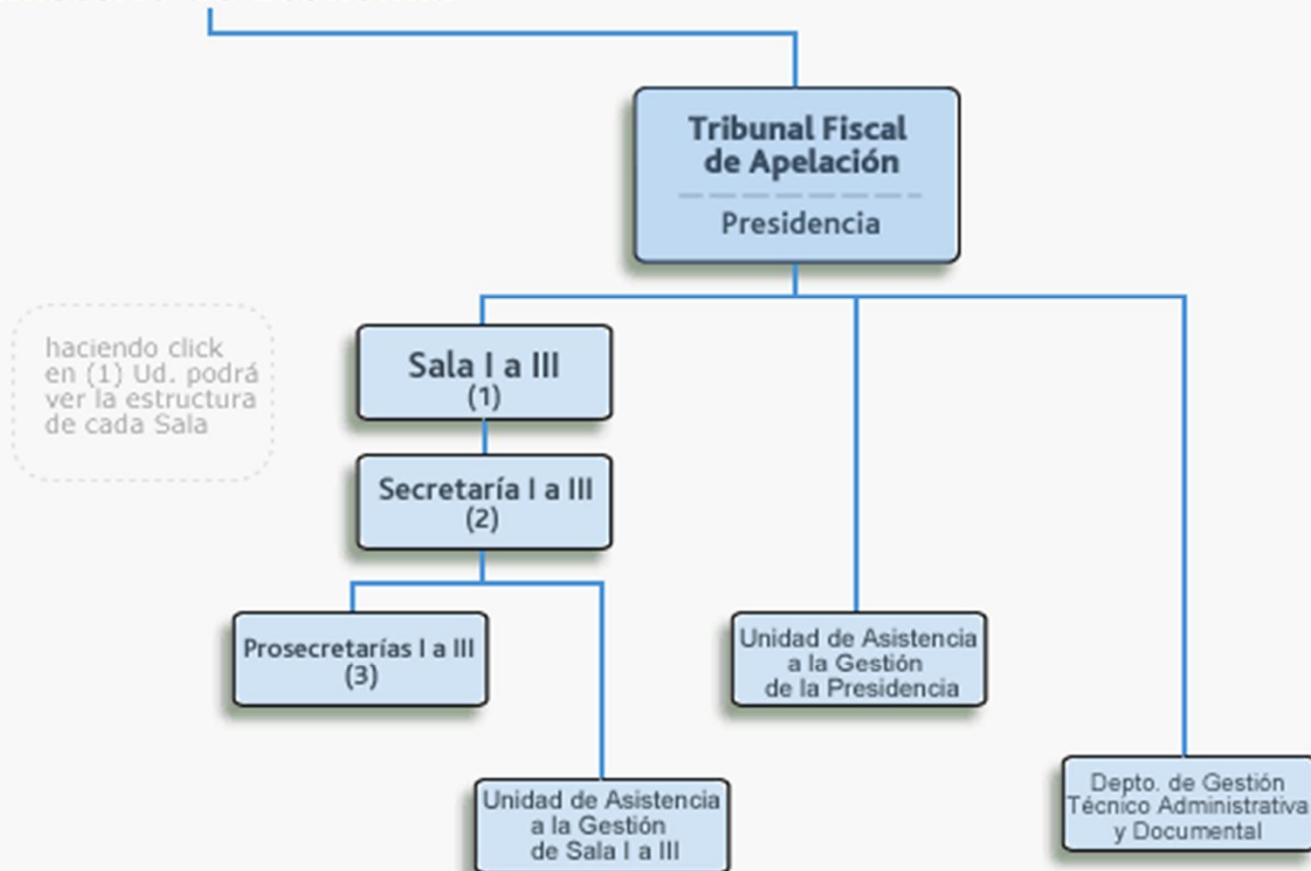 Tribunal Fiscal
de Apelación
Presidencia
haciendo click
en (1) Ud. podrá
ver la estructura
de cada Sala
Sala I a III
(1)
Secretaría I a III
(2)
Prosecretarías I a III
(3)
Unidad de Asistencia
a la Gestión
de la Presidencia
Unidad de Asistencia
a la Gestión
de Sala I a III
Depto. de Gestión
Técnico Administrativa
y Documental